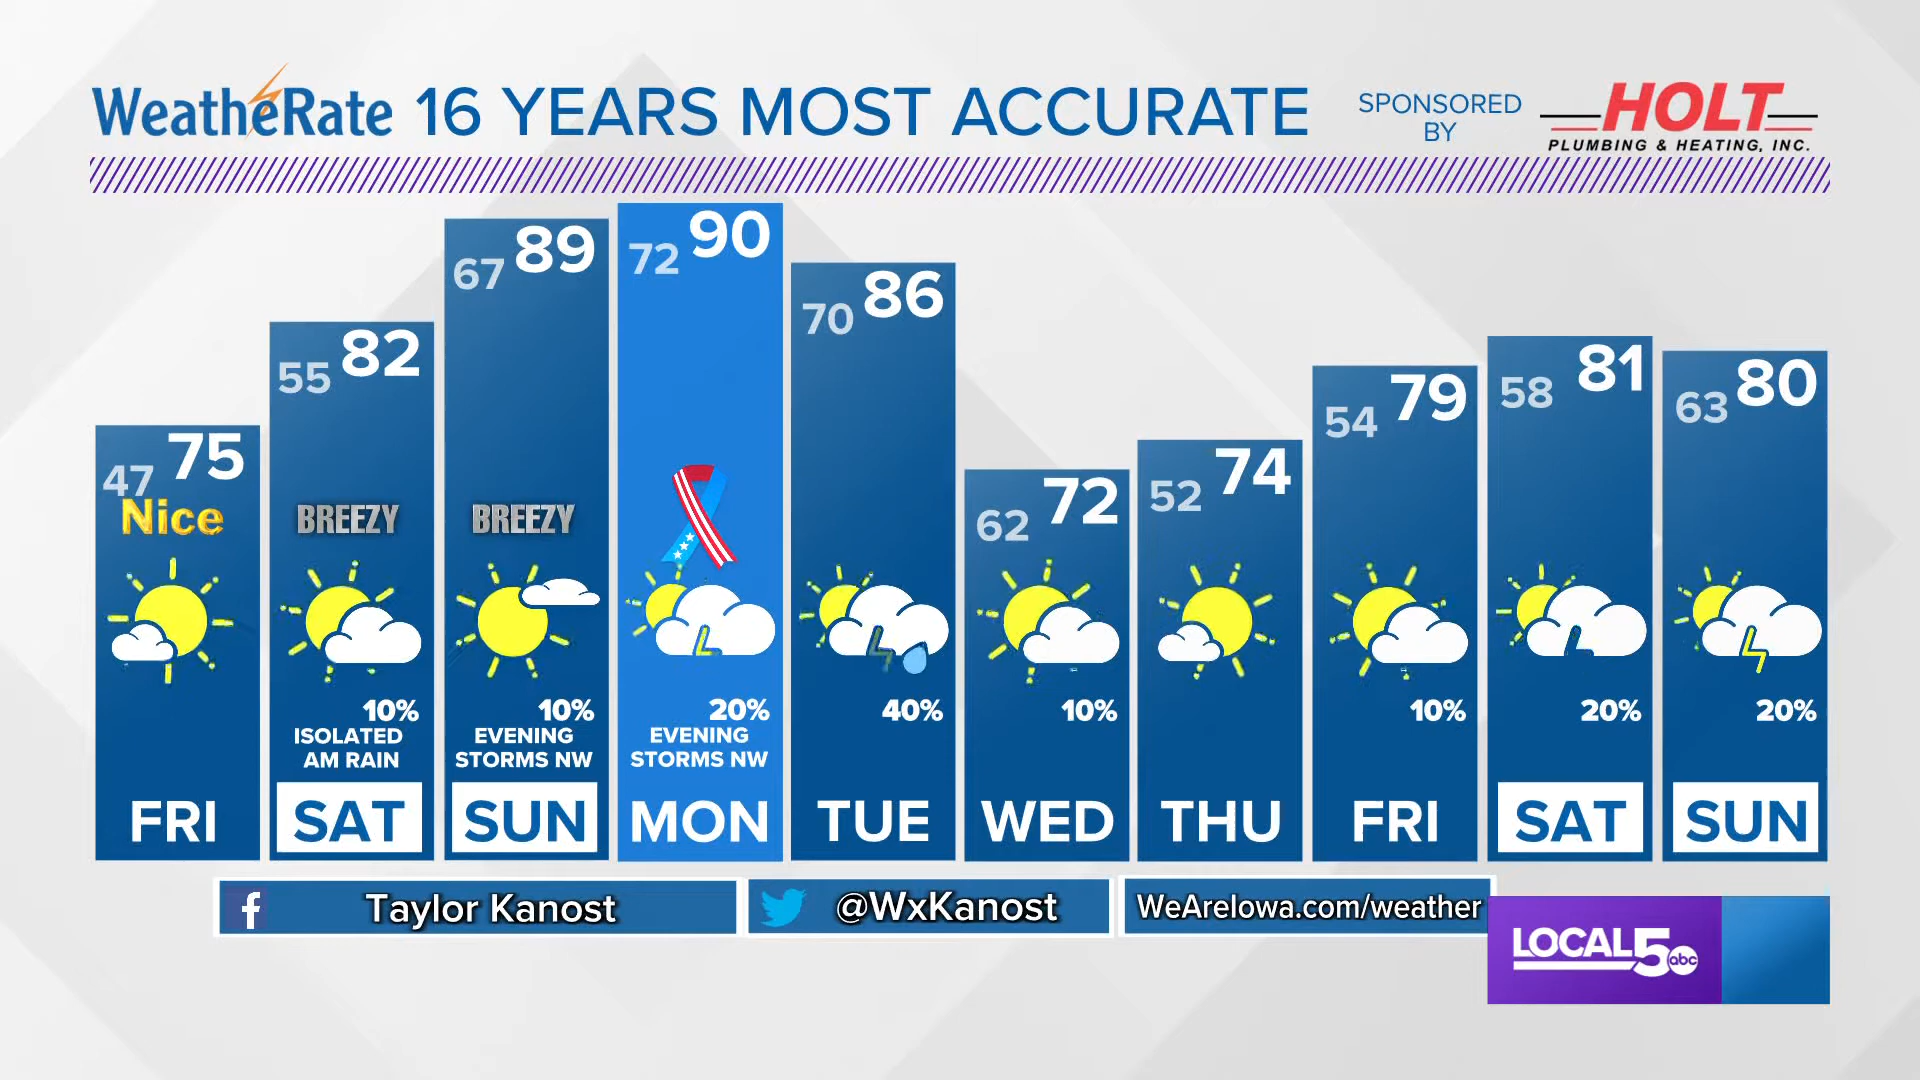 WeatheRate 16 YEARS MOST ACCURATE
SPONSORED
BY
HOLT
PLUMBING & HEATING, INC.
47 75
Nice
FRI
55 82
BREEZY
10%
ISOLATED
AM RAIN
SAT
67 89
BREEZY
10%
EVENING
STORMS NW
SUN
72 90
20%
EVENING
STORMS NW
MON
70 86
40%
TUE
62 72
10%
WED
52 74
THU
54 79
10%
FRI
58 81
20%
SAT
63 80
20%
SUN
f Taylor Kanost
@WxKanost
WeAreIowa.com/weather
LOCAL 5 abc